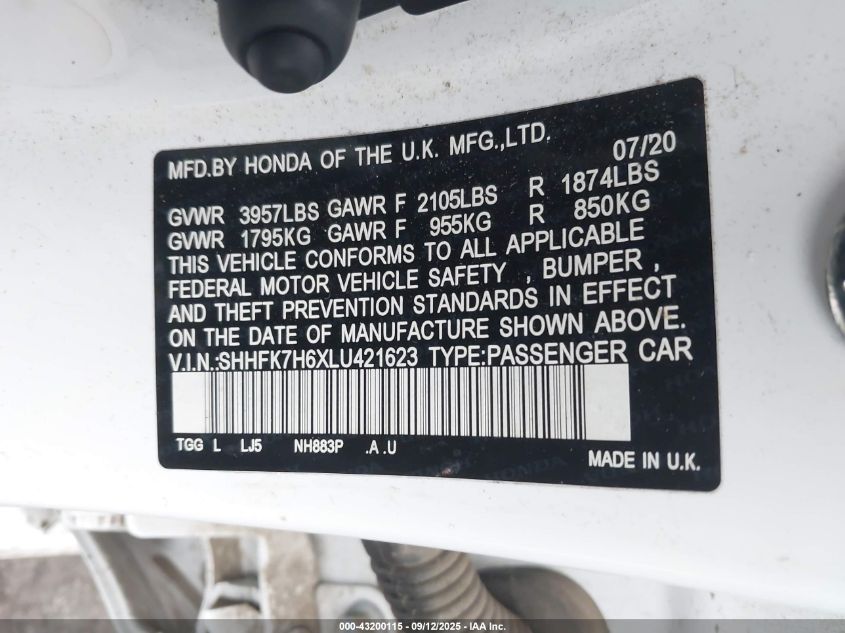 MFD.BY HONDA OF THE U.K. MFG.,LTD. 07/20
GVWR 3957LBS GAWR F 2105LBS R 1874LBS
GVWR 1795KG GAWR F 955KG R 850KG
THIS VEHICLE CONFORMS TO ALL APPLICABLE
FEDERAL MOTOR VEHICLE SAFETY , BUMPER ,
AND THEFT PREVENTION STANDARDS IN EFFECT
ON THE DATE OF MANUFACTURE SHOWN ABOVE.
V.I.N.:SHHFK7H6XLU421623 TYPE:PASSENGER CAR
TGG L LJ5 NH883P .A .U
MADE IN U.K.
000-43200115 - 09/12/2025 - IAA Inc.